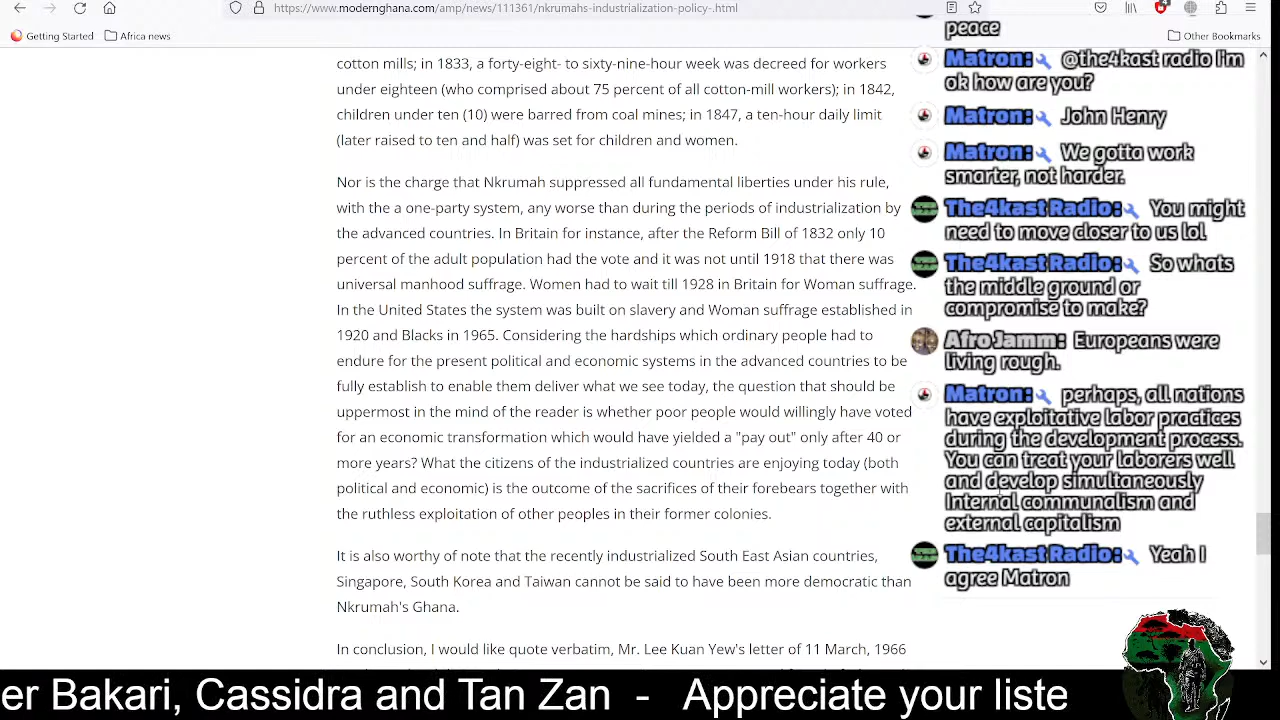 https://www.modernghana.com/amp/news/111361/nkrumahs-industrialization-policy-.html
Getting Started
Africa news
Other Bookmarks
cotton mills; in 1833, a forty-eight- to sixty-nine-hour week was decreed for workers
under eighteen (who comprised about 75 percent of all cotton-mill workers); in 1842,
children under ten (10) were barred from coal mines; in 1847, a ten-hour daily limit
(later raised to ten and half) was set for children and women.
Nor is the charge that Nkrumah suppressed all fundamental liberties under his rule,
with the a one-party system, any worse than during the periods of industrialization by
the advanced countries. In Britain for instance, after the Reform Bill of 1832 only 10
percent of the adult population had the vote and it was not until 1918 that there was
universal manhood suffrage. Women had to wait till 1928 in Britain for Woman suffrage.
In the United States the system was built on slavery and Woman suffrage established in
1920 and Blacks in 1965. Considering the hardships which ordinary people had to
endure for the present political and economic systems in the advanced countries to be
fully establish to enable them deliver what we see today, the question that should be
uppermost in the mind of the reader is whether poor people would willingly have voted
for an economic transformation which would have yielded a "pay out" only after 40 or
more years? What the citizens of the industrialized countries are enjoying today (both
political and economic) is the outcome of the sacrifices of their forebears together with
the ruthless exploitation of other peoples in their former colonies.
It is also worthy of note that the recently industrialized South East Asian countries,
Singapore, South Korea and Taiwan cannot be said to have been more democratic than
Nkrumah's Ghana.
In conclusion, I would like quote verbatim, Mr. Lee Kuan Yew's letter of 11 March, 1966
peace
Matron: @the4kast radio I'm
ok how are you?
Matron: John Henry
Matron: We gotta work
smarter, not harder.
The4kast Radio: You might
need to move closer to us lol
The4kast Radio: So whats
the middle ground or
compromise to make?
Afro Jamm: Europeans were
living rough.
Matron: perhaps, all nations
have exploitative labor practices
during the development process.
You can treat your laborers well
and develop simultaneously
Internal communalism and
external capitalism
The4kast Radio: Yeah I
agree Matron
er Bakari, Cassidra and Tan Zan - Appreciate your liste